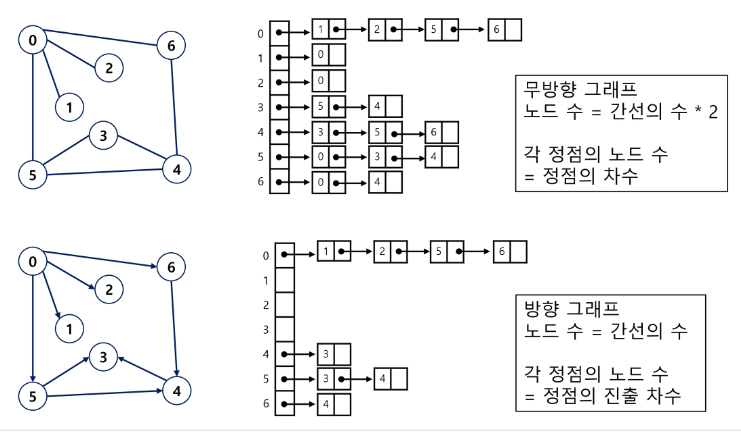 0 6 2 1 3 5 4
0 1 2 5 6
1 0
2 0
3 5 4
4 3 5 6
5 0 3 4
6 0 4
무방향 그래프
노드 수 = 간선의 수 * 2
각 정점의 노드 수
= 정점의 차수
0 6 2 1 3 5 4
0 1 2 5 6
1
2
3
4 3
5 3 4
6 4
방향 그래프
노드 수 = 간선의 수
각 정점의 노드 수
= 정점의 진출 차수